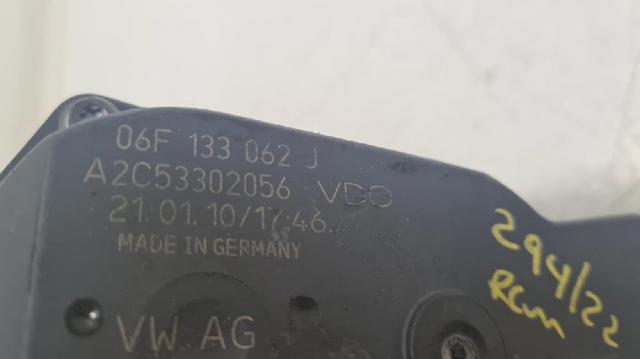 06F 133 062 J
A2C53302056 VDO
21.01.10/17:46
MADE IN GERMANY
VW AG
294/22
RCM